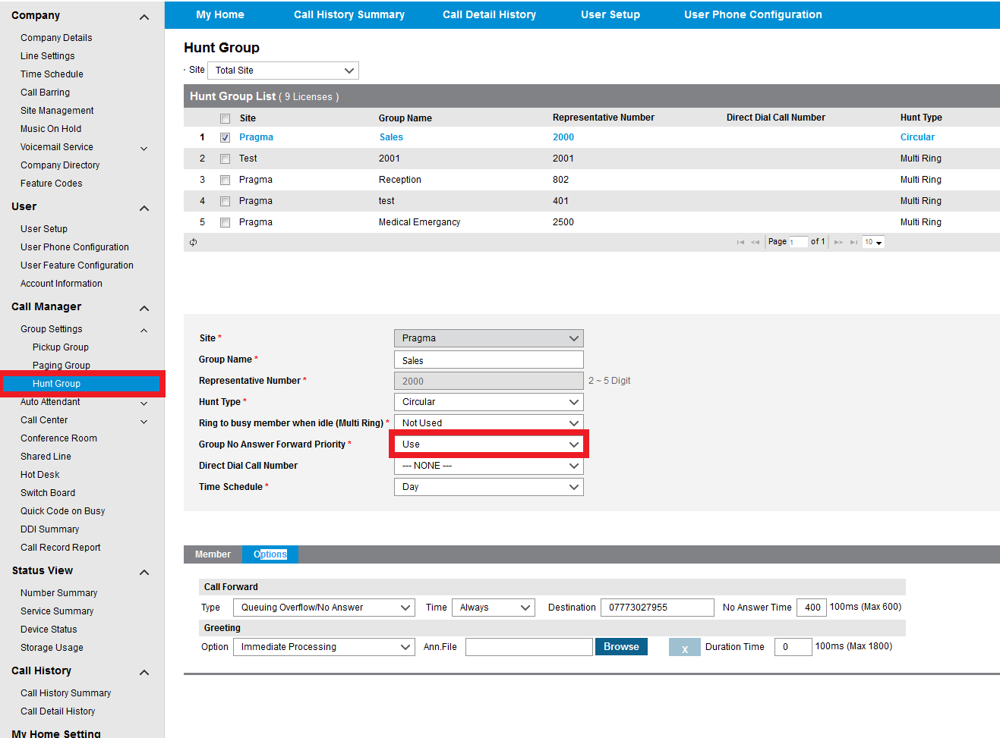 Company
Company Details
Line Settings
Time Schedule
Call Barring
Site Management
Music On Hold
Voicemail Service
Company Directory
Feature Codes
User
User Setup
User Phone Configuration
User Feature Configuration
Account Information
Call Manager
Group Settings
Pickup Group
Paging Group
Hunt Group
Auto Attendant
Call Center
Conference Room
Shared Line
Hot Desk
Switch Board
Quick Code on Busy
DDI Summary
Call Record Report
Status View
Number Summary
Service Summary
Device Status
Storage Usage
Call History
Call History Summary
Call Detail History
My Home Setting
My Home Call History Summary Call Detail History User Setup User Phone Configuration
Hunt Group
· Site Total Site
Hunt Group List ( 9 Licenses )
Site Group Name Representative Number Direct Dial Call Number Hunt Type
1 Pragma Sales 2000 Circular
2 Test 2001 2001 Multi Ring
3 Pragma Reception 802 Multi Ring
4 Pragma test 401 Multi Ring
5 Pragma Medical Emergancy 2500 Multi Ring
Page 1 of 1 10
Site * Pragma
Group Name * Sales
Representative Number * 2000 2 ~ 5 Digit
Hunt Type * Circular
Ring to busy member when idle (Multi Ring) * Not Used
Group No Answer Forward Priority * Use
Direct Dial Call Number --- NONE ---
Time Schedule * Day
Member Options
Call Forward
Type Queuing Overflow/No Answer Time Always Destination 07773027955 No Answer Time 400 100ms (Max 600)
Greeting
Option Immediate Processing Ann.File Browse x Duration Time 0 100ms (Max 1800)